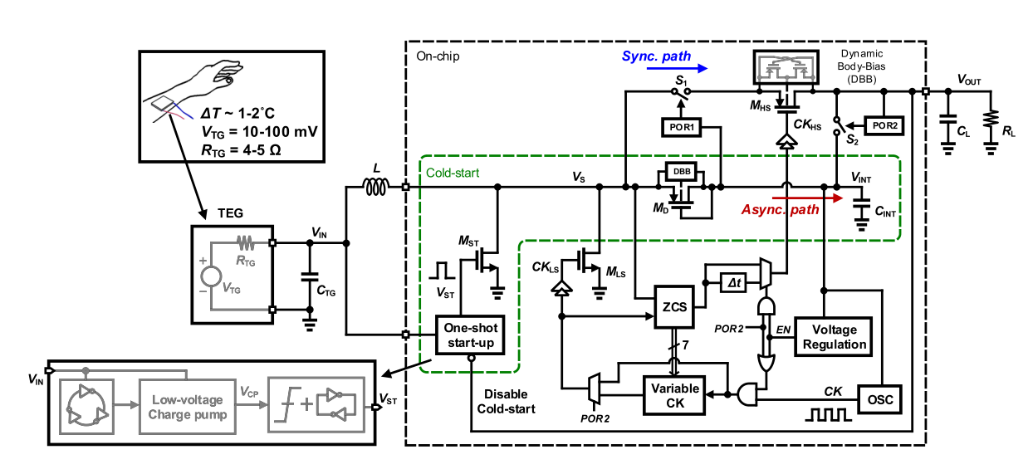 On-chip
Sync. path
Dynamic
Body-Bias
(DBB)
ΔT ~ 1-2˚C
VTG = 10-100 mV
RTG = 4-5 Ω
S1
MHS
CKHS
POR1
POR2
S2
VOUT
CL
RL
L
Cold-start
VS
DBB
MD
VINT
Async. path
CINT
TEG
VIN
RTG
VTG
CTG
MST
VST
CKLS
MLS
ZCS
Δt
One-shot
start-up
POR2
EN
Voltage
Regulation
7
Disable
Cold-start
Variable
CK
POR2
CK
OSC
VIN
Low-voltage
Charge pump
VCP
+
VST